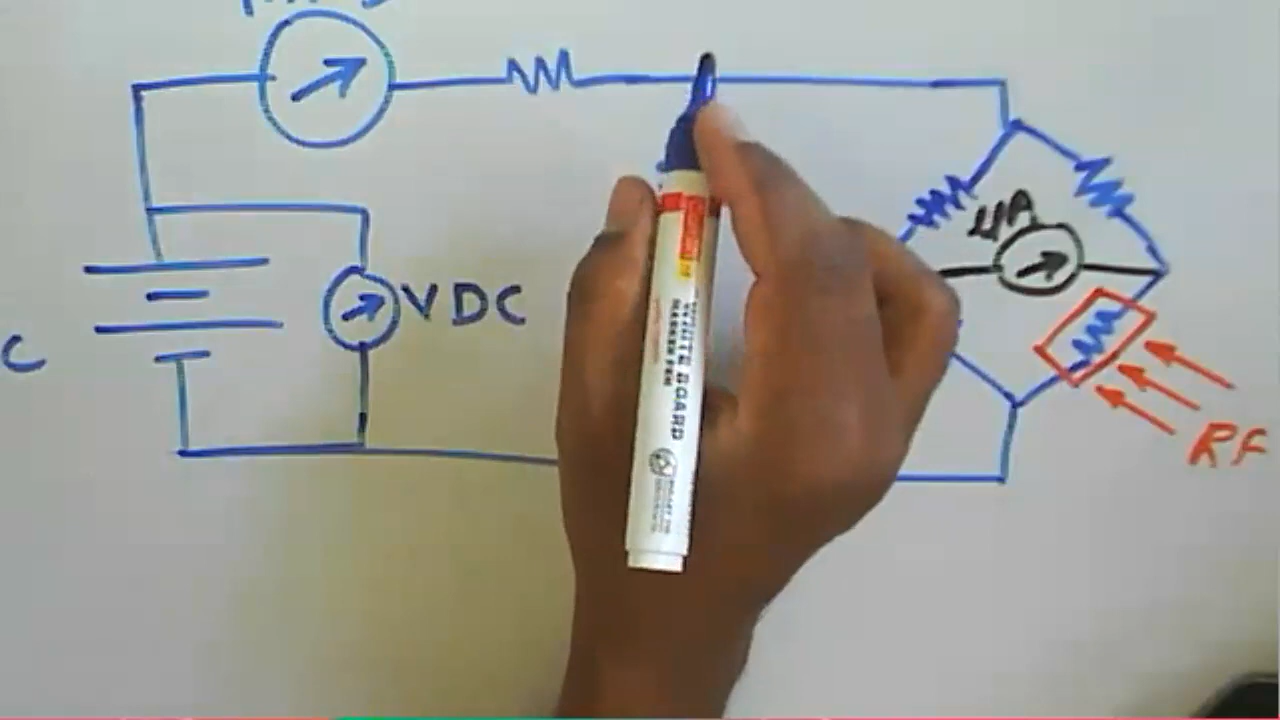 VDC
C
µA
RF
WHITE BOARD
MARKER PEN